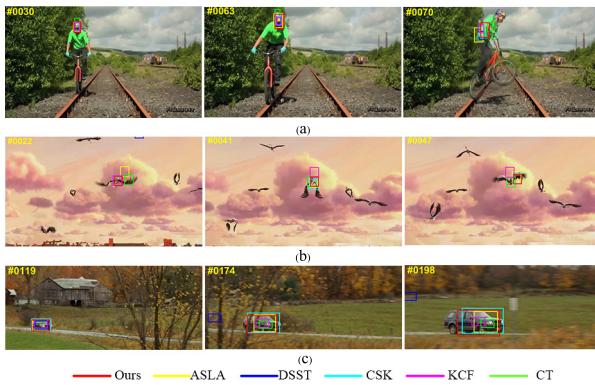 #0030 #0063 #0070
(a)
#0022 #0041 #0047
(b)
#0119 #0174 #0198
(c)
Ours ASLA DSST CSK KCF CT